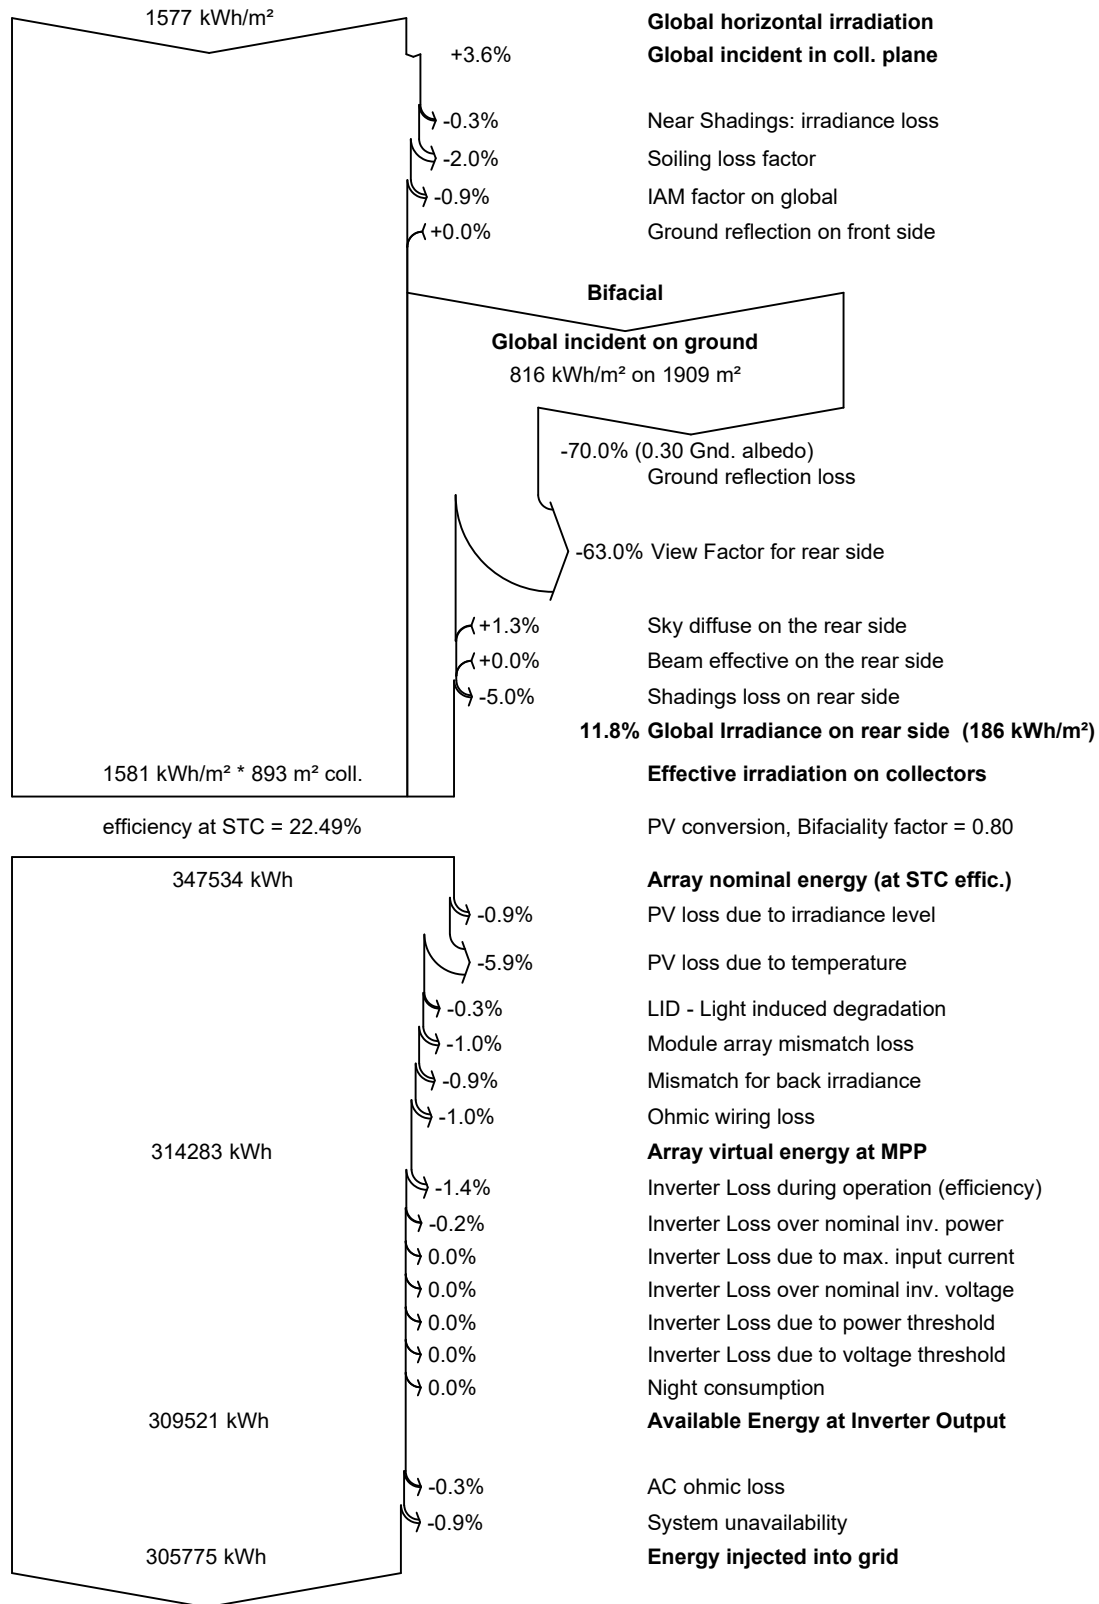 1577 kWh/m² Global horizontal irradiation
+3.6% Global incident in coll. plane
-0.3% Near Shadings: irradiance loss
-2.0% Soiling loss factor
-0.9% IAM factor on global
+0.0% Ground reflection on front side
Bifacial
Global incident on ground
816 kWh/m² on 1909 m²
-70.0% (0.30 Gnd. albedo)
Ground reflection loss
-63.0% View Factor for rear side
+1.3% Sky diffuse on the rear side
+0.0% Beam effective on the rear side
-5.0% Shadings loss on rear side
11.8% Global Irradiance on rear side (186 kWh/m²)
1581 kWh/m² * 893 m² coll. Effective irradiation on collectors
efficiency at STC = 22.49% PV conversion, Bifaciality factor = 0.80
347534 kWh Array nominal energy (at STC effic.)
-0.9% PV loss due to irradiance level
-5.9% PV loss due to temperature
-0.3% LID - Light induced degradation
-1.0% Module array mismatch loss
-0.9% Mismatch for back irradiance
-1.0% Ohmic wiring loss
314283 kWh Array virtual energy at MPP
-1.4% Inverter Loss during operation (efficiency)
-0.2% Inverter Loss over nominal inv. power
0.0% Inverter Loss due to max. input current
0.0% Inverter Loss over nominal inv. voltage
0.0% Inverter Loss due to power threshold
0.0% Inverter Loss due to voltage threshold
0.0% Night consumption
309521 kWh Available Energy at Inverter Output
-0.3% AC ohmic loss
-0.9% System unavailability
305775 kWh Energy injected into grid